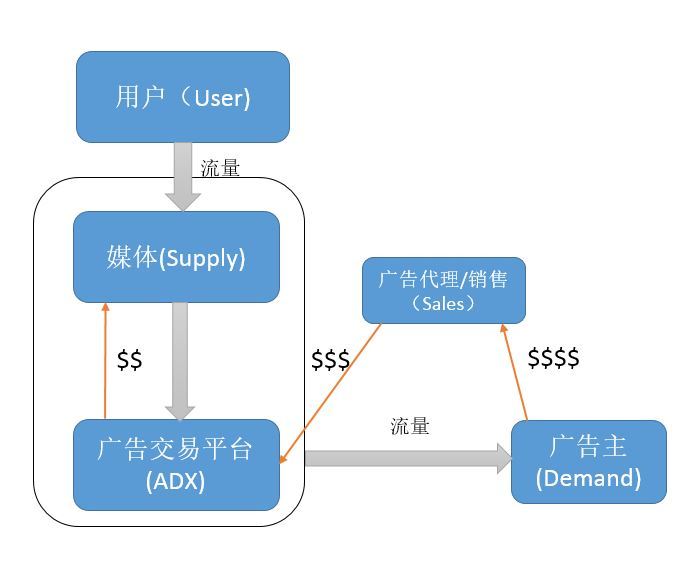 用户（User)
流量
媒体(Supply)
广告代理/销售
（Sales）
$$
$$$
$$$$
流量
广告交易平台
(ADX)
广告主
(Demand)